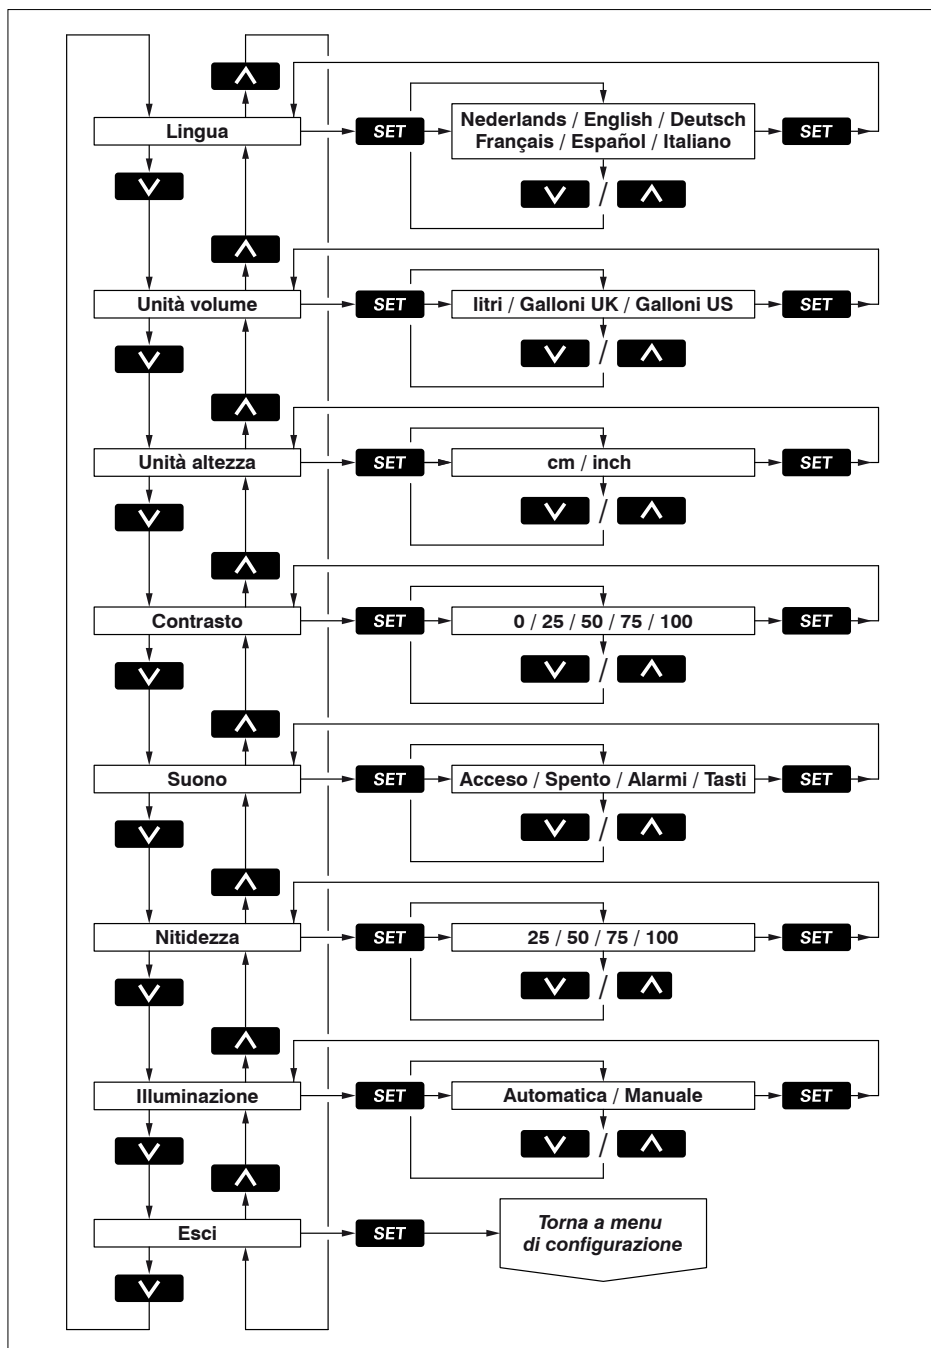 Lingua
SET
Nederlands / English / Deutsch
Français / Español / Italiano
SET
/
Unità volume
SET
litri / Galloni UK / Galloni US
SET
/
Unità altezza
SET
cm / inch
SET
/
Contrasto
SET
0 / 25 / 50 / 75 / 100
SET
/
Suono
SET
Acceso / Spento / Alarmi / Tasti
SET
/
Nitidezza
SET
25 / 50 / 75 / 100
SET
/
Illuminazione
SET
Automatica / Manuale
SET
/
Esci
SET
Torna a menu
di configurazione